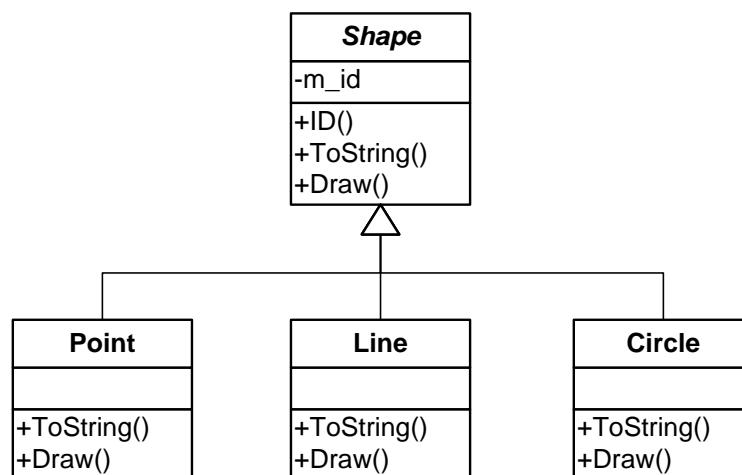 Shape
-m_id
+ID()
+ToString()
+Draw()
Point
+ToString()
+Draw()
Line
+ToString()
+Draw()
Circle
+ToString()
+Draw()